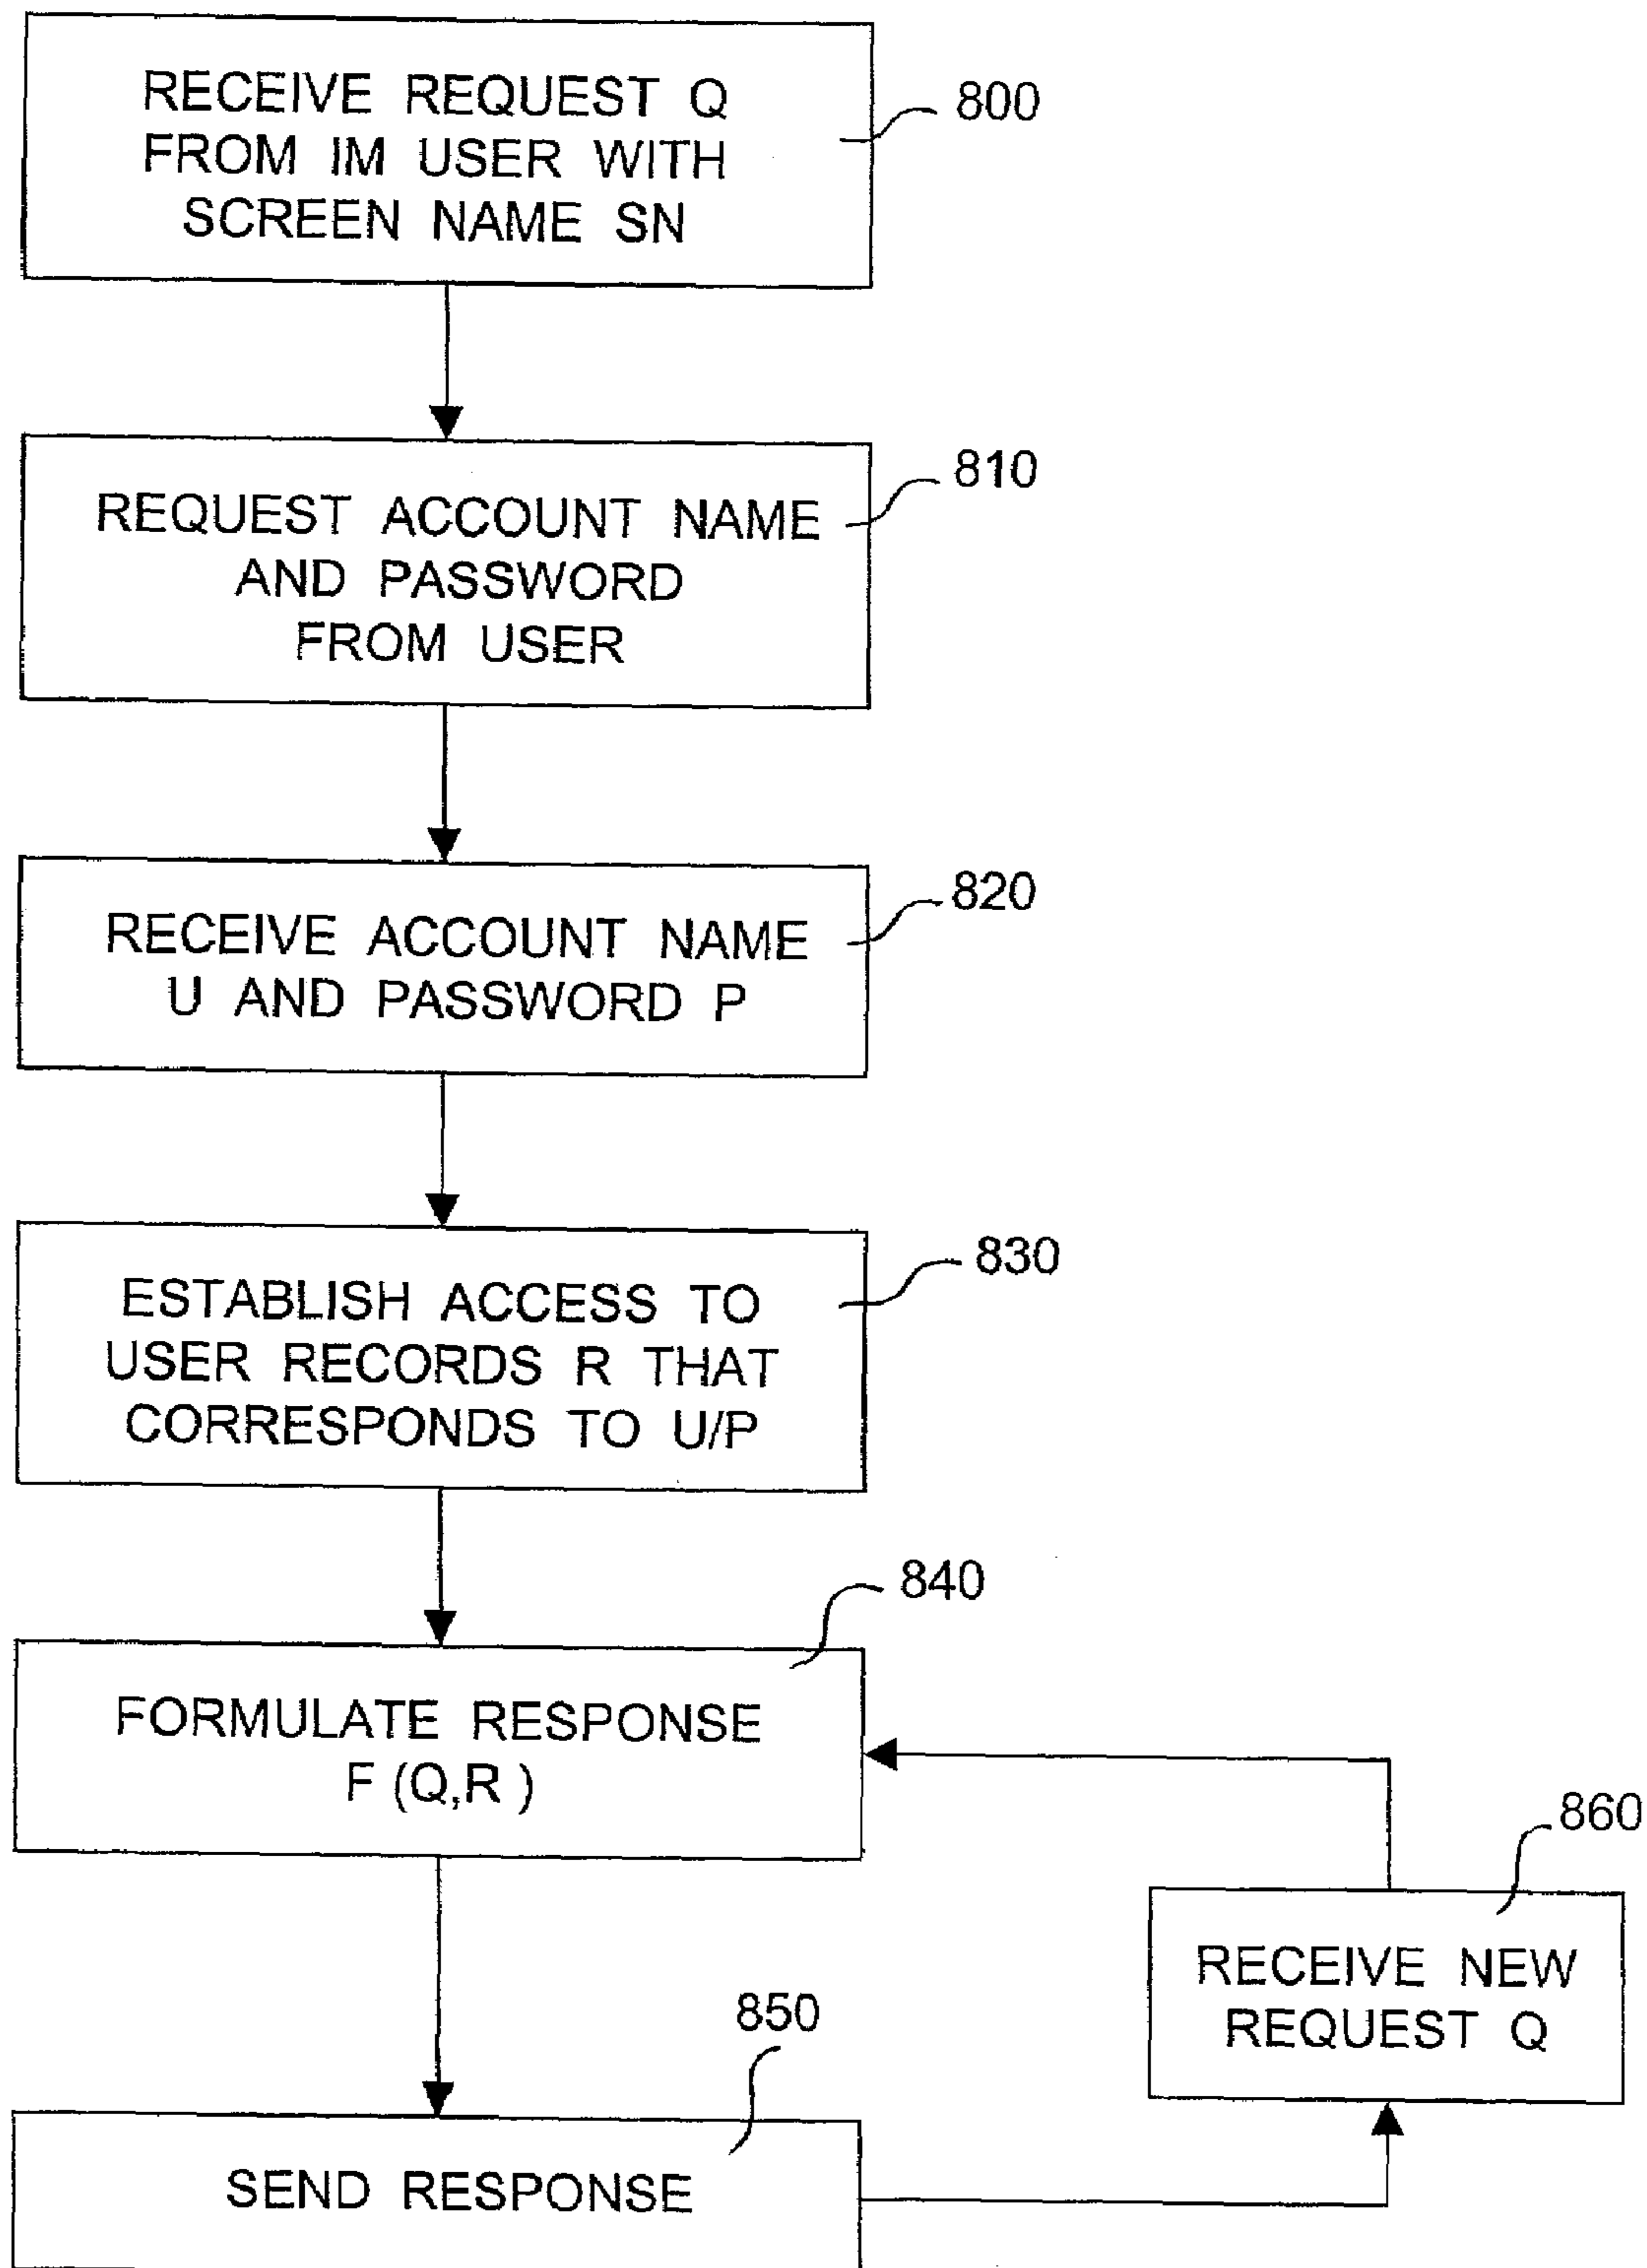 RECEIVE REQUEST Q
FROM IM USER WITH
SCREEN NAME SN
800
REQUEST ACCOUNT NAME
AND PASSWORD
FROM USER
810
RECEIVE ACCOUNT NAME
U AND PASSWORD P
820
ESTABLISH ACCESS TO
USER RECORDS R THAT
CORRESPONDS TO U/P
830
FORMULATE RESPONSE
F (Q,R )
840
860
RECEIVE NEW
REQUEST Q
850
SEND RESPONSE